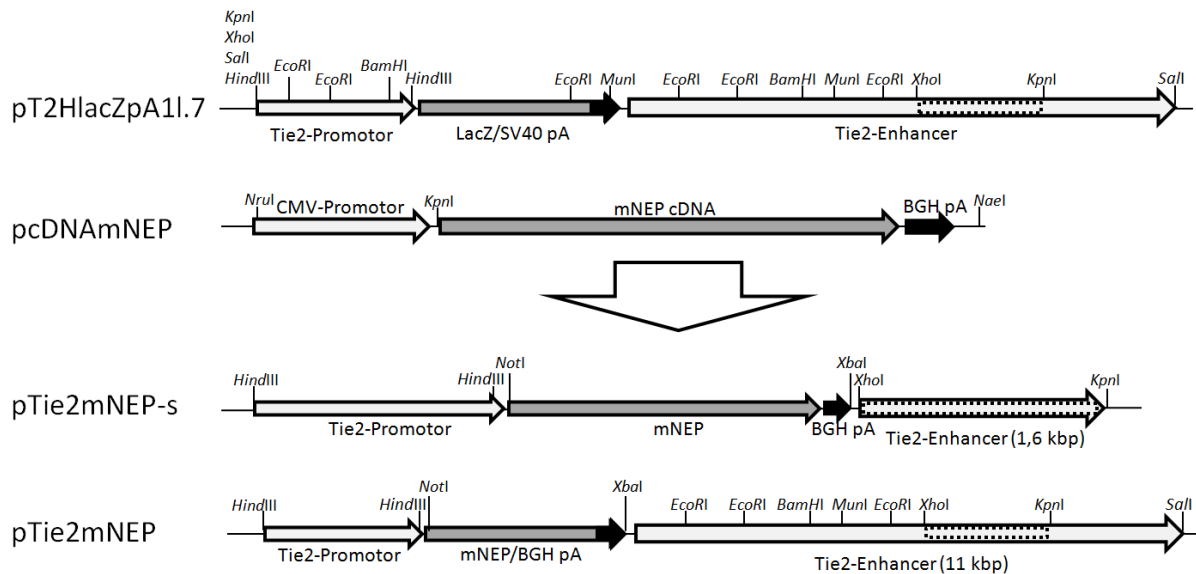 KpnI
XhoI
SalI
HindIII EcoRI EcoRI BamHI HindIII EcoRI MunI EcoRI EcoRI BamHI MunI EcoRI XhoI KpnI SalI
pT2HlacZpA1l.7
Tie2-Promotor LacZ/SV40 pA Tie2-Enhancer
NruI CMV-Promotor KpnI mNEP cDNA BGH pA NaeI
pcDNAmNEP
HindIII HindIII NotI XbaI XhoI KpnI
pTie2mNEP-s
Tie2-Promotor mNEP BGH pA Tie2-Enhancer (1,6 kbp)
HindIII HindIII NotI XbaI EcoRI EcoRI BamHI MunI EcoRI XhoI KpnI SalI
pTie2mNEP
Tie2-Promotor mNEP/BGH pA Tie2-Enhancer (11 kbp)